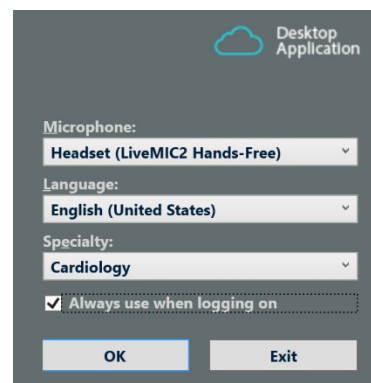 Desktop
Application
Microphone:
Headset (LiveMIC2 Hands-Free)
Language:
English (United States)
Specialty:
Cardiology
Always use when logging on
OK
Exit